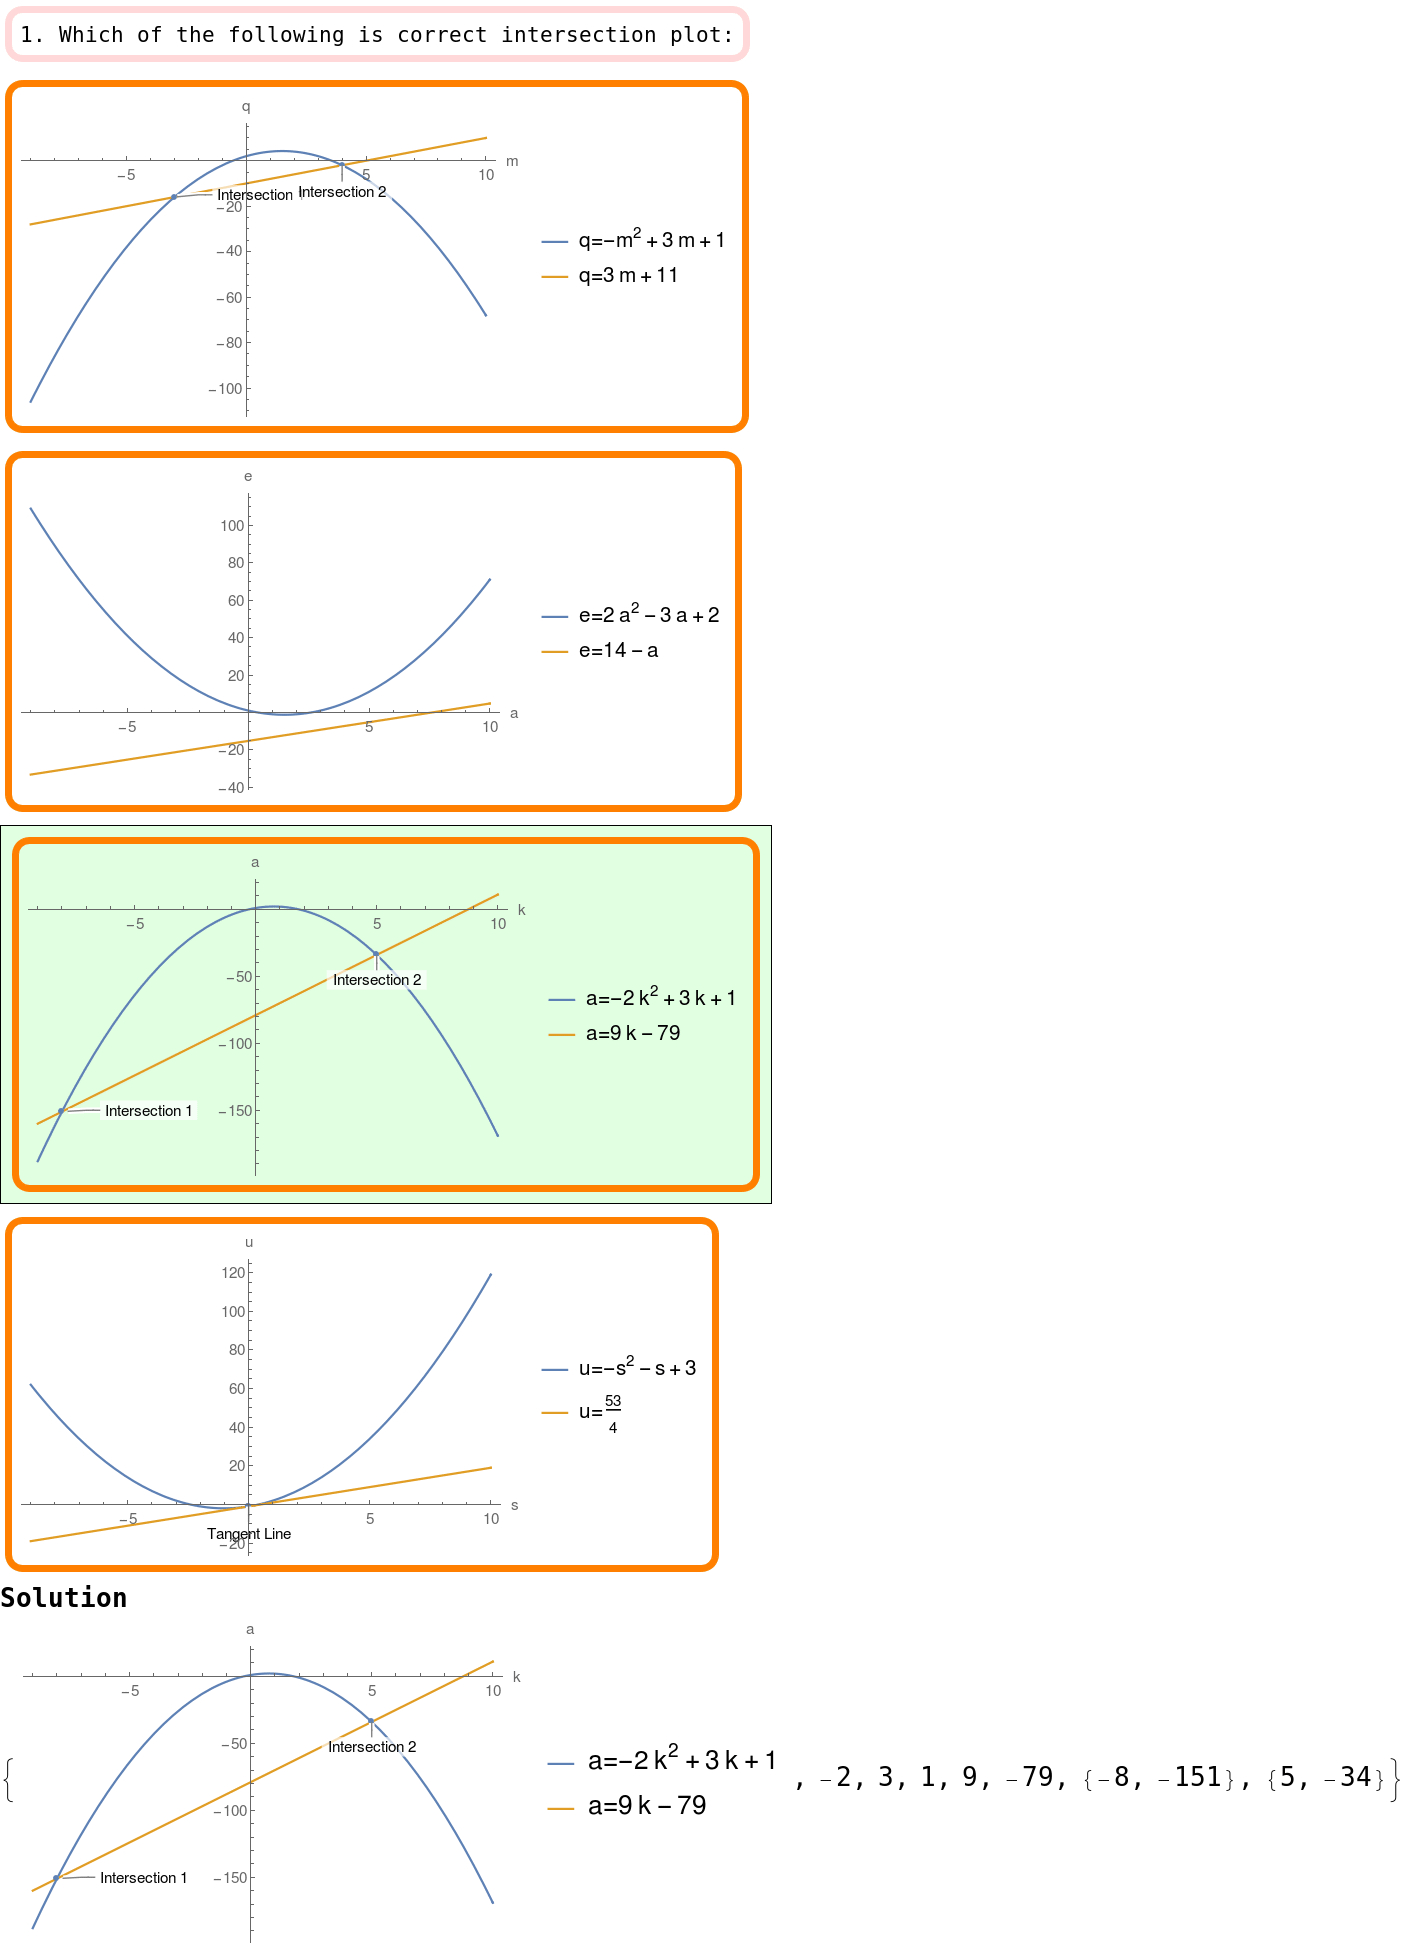 1. Which of the following is correct intersection plot:
q
m
−5
5
10
Intersection
Intersection 2
−20
−40
−60
−80
−100
q=−m² + 3 m + 1
q=3 m + 11
e
100
80
60
40
20
a
−5
5
10
−20
−40
e=2 a² − 3 a + 2
e=14 − a
a
k
−5
5
10
−50
Intersection 2
−100
Intersection 1
−150
a=−2 k² + 3 k + 1
a=9 k − 79
u
120
100
80
60
40
20
s
−5
5
10
Tangent Line
−20
u=−s² − s + 3
u=53/4
Solution
a
k
−5
5
10
−50
Intersection 2
−100
Intersection 1
−150
{
a=−2 k² + 3 k + 1
a=9 k − 79
, −2, 3, 1, 9, −79, {−8, −151}, {5, −34}}